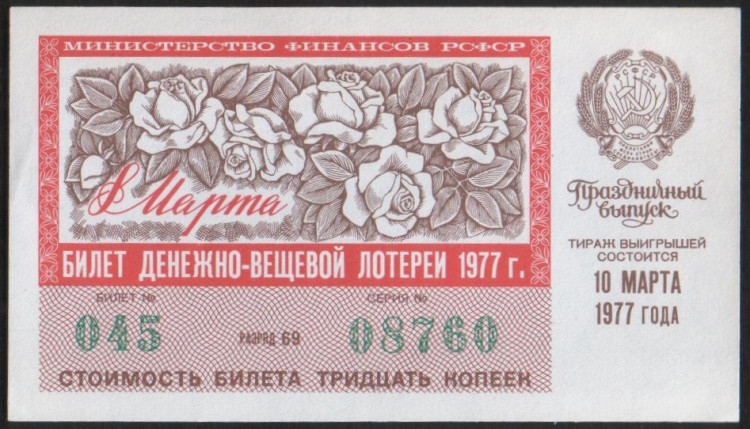 МИНИСТЕРСТВО ФИНАНСОВ РСФСР
8 Марта
БИЛЕТ ДЕНЕЖНО-ВЕЩЕВОЙ ЛОТЕРЕИ 1977 г.
БИЛЕТ № СЕРИЯ №
045 РАЗРЯД 69 08760
СТОИМОСТЬ БИЛЕТА ТРИДЦАТЬ КОПЕЕК
РСФСР
Праздничный
выпуск
ТИРАЖ ВЫИГРЫШЕЙ
СОСТОИТСЯ
10 МАРТА
1977 ГОДА